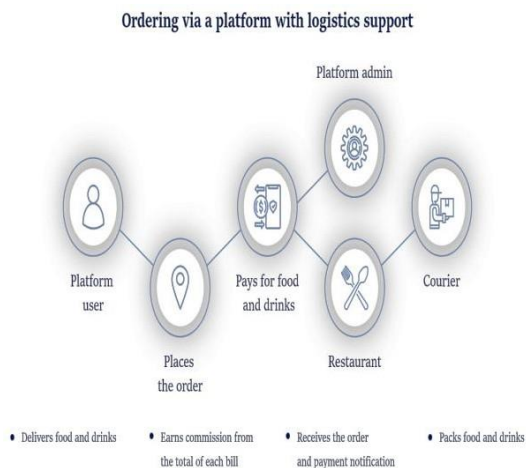 Ordering via a platform with logistics support
Platform admin
Platform
user
Places
the order
Pays for food
and drinks
Restaurant
Courier
• Delivers food and drinks
• Earns commission from
the total of each bill
• Receives the order
and payment notification
• Packs food and drinks